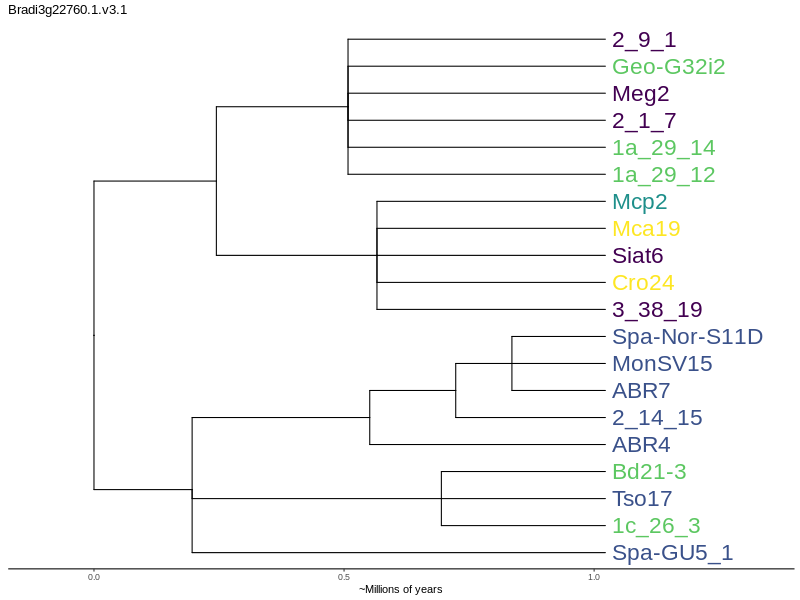 Bradi3g22760.1.v3.1
2_9_1
Geo-G32i2
Meg2
2_1_7
1a_29_14
1a_29_12
Mcp2
Mca19
Siat6
Cro24
3_38_19
Spa-Nor-S11D
MonSV15
ABR7
2_14_15
ABR4
Bd21-3
Tso17
1c_26_3
Spa-GU5_1
0.0 0.5 1.0
~Millions of years